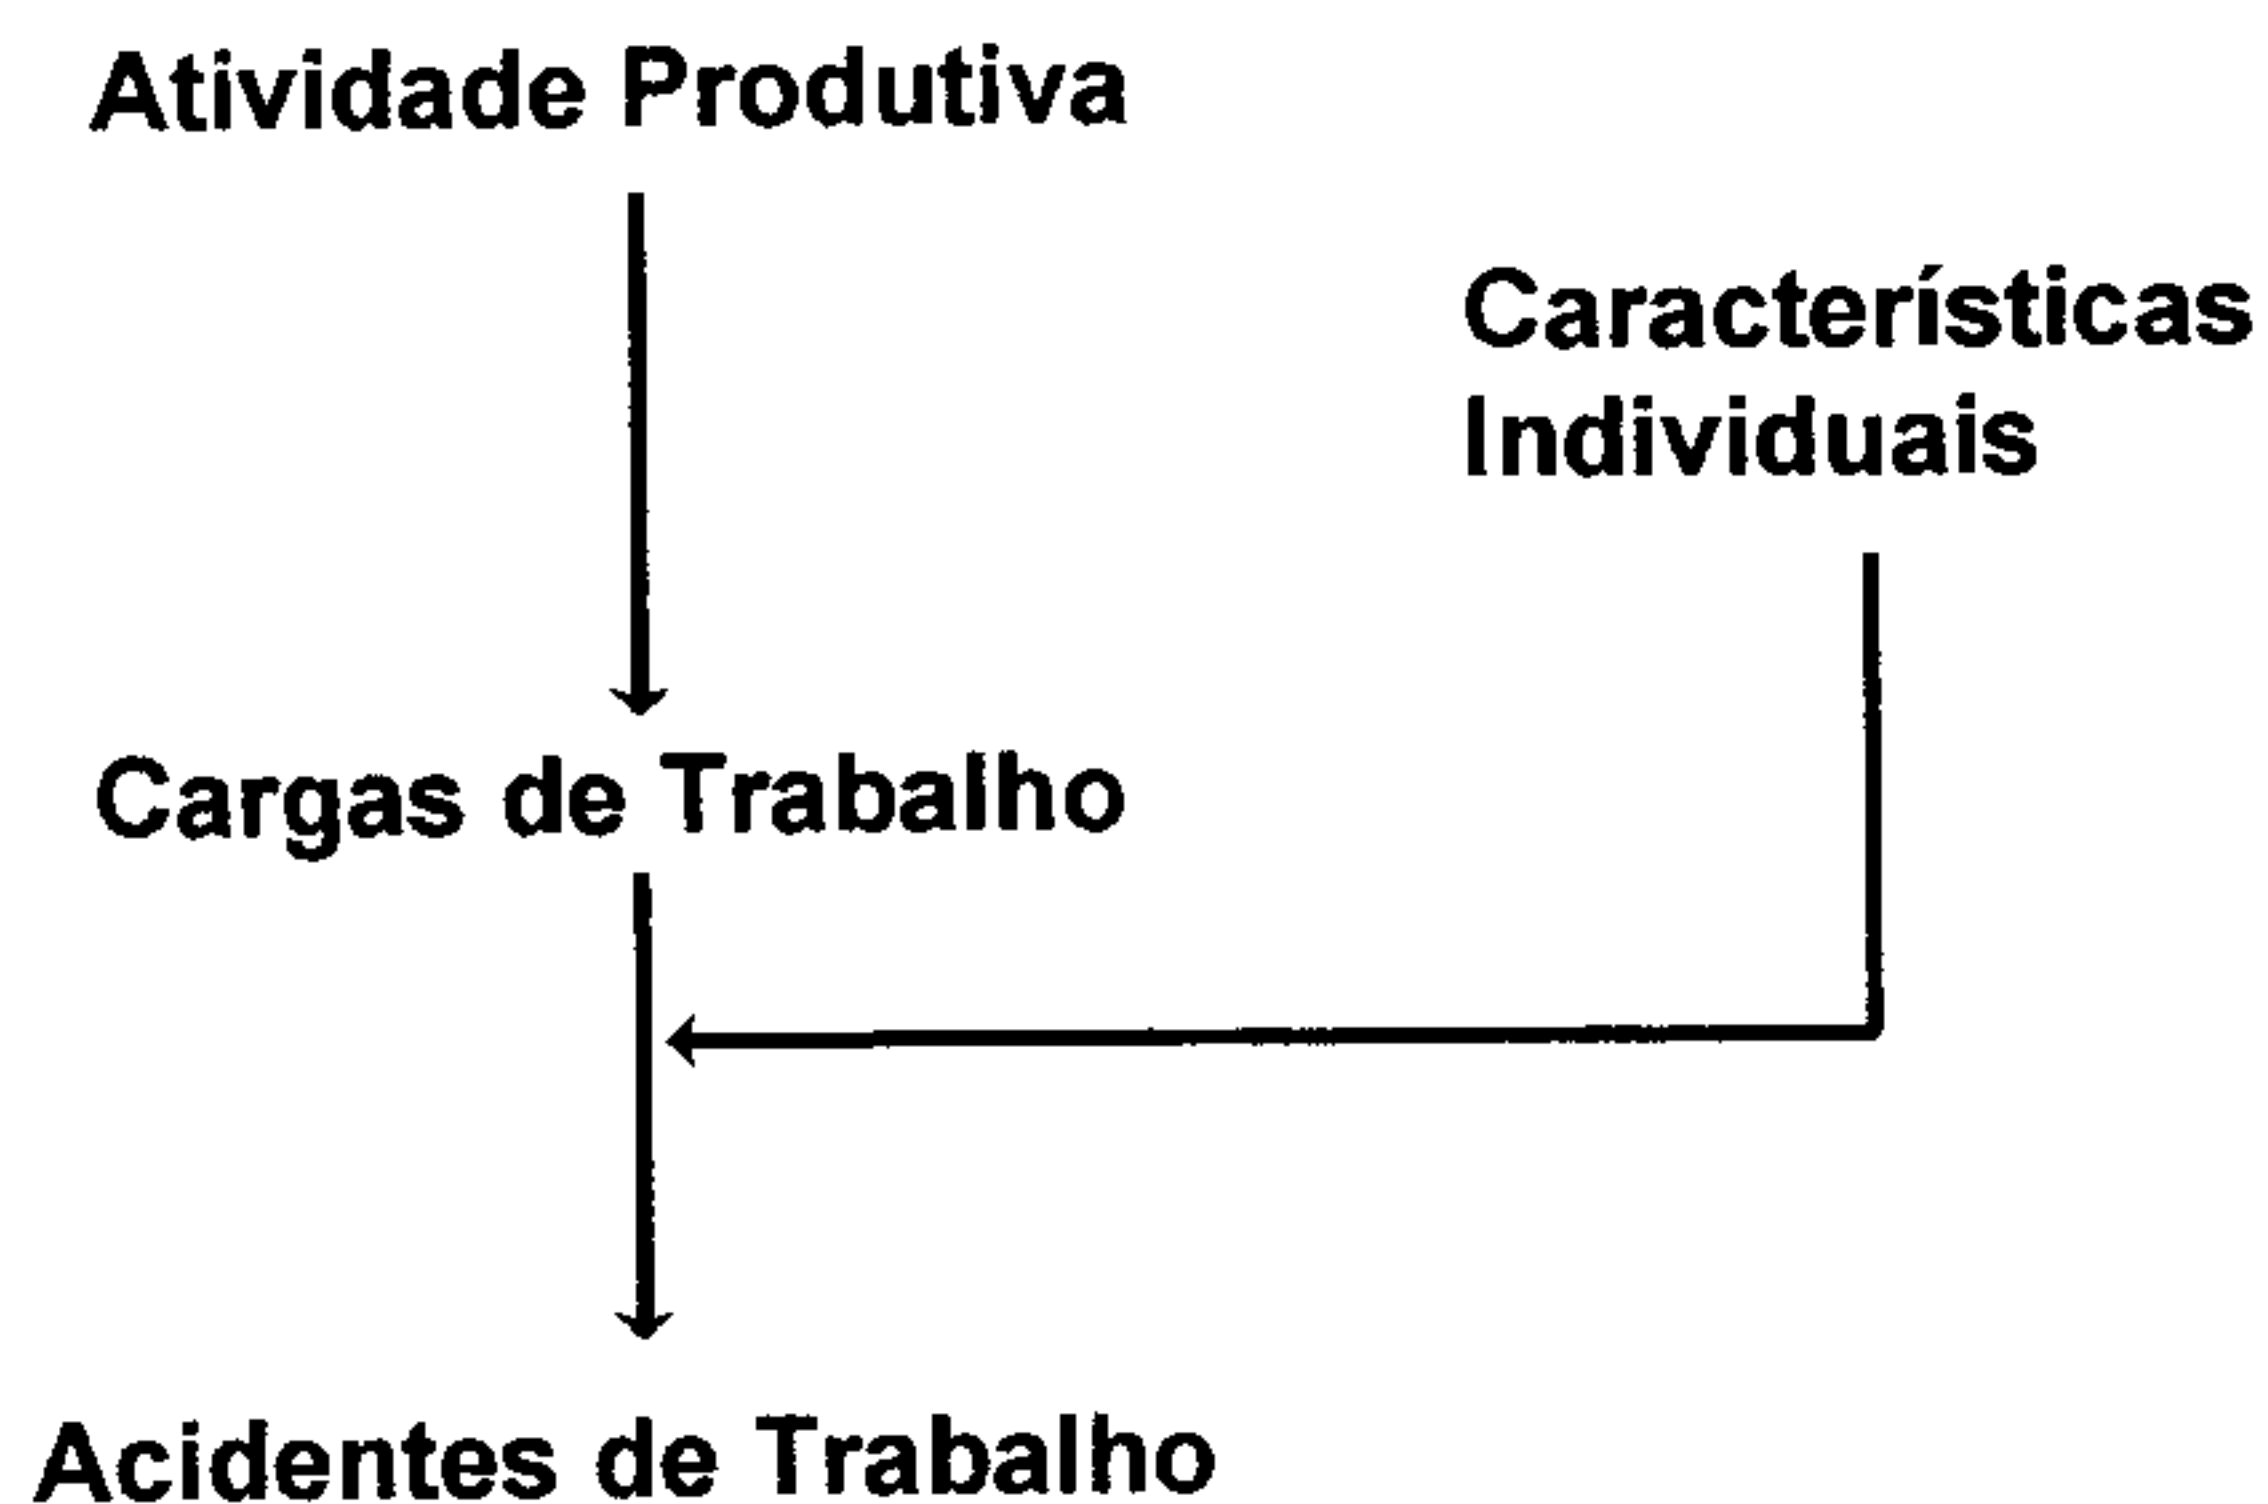 Atividade Produtiva
Características
Individuais
Cargas de Trabalho
Acidentes de Trabalho